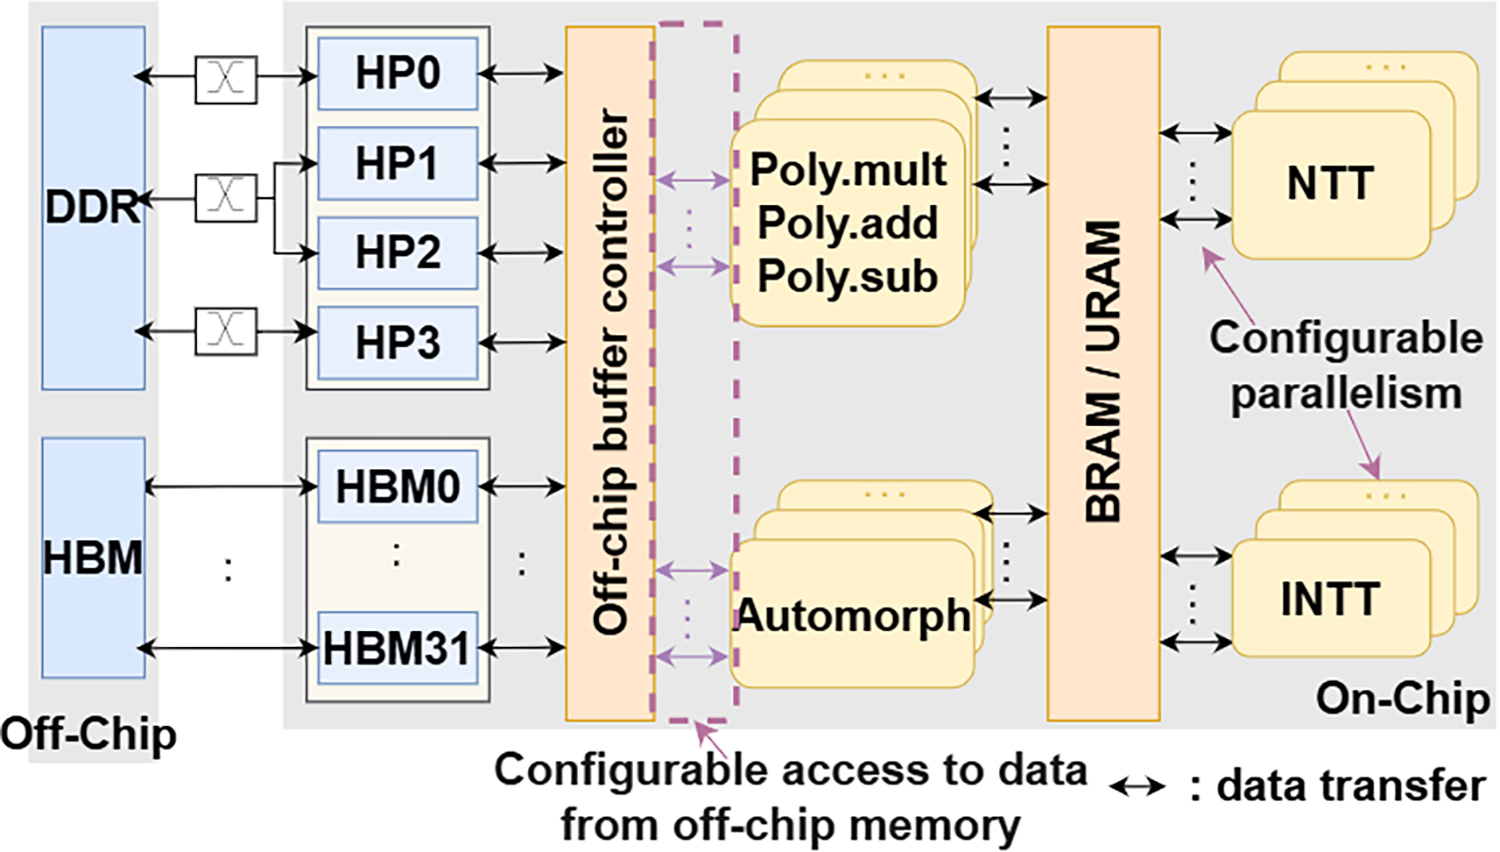 DDR
HP0
HP1
HP2
HP3
HBM
HBM0
HBM31
Off-Chip
Off-chip buffer controller
Poly.mult
Poly.add
Poly.sub
Automorph
BRAM / URAM
NTT
Configurable
parallelism
INTT
On-Chip
Configurable access to data
from off-chip memory
: data transfer